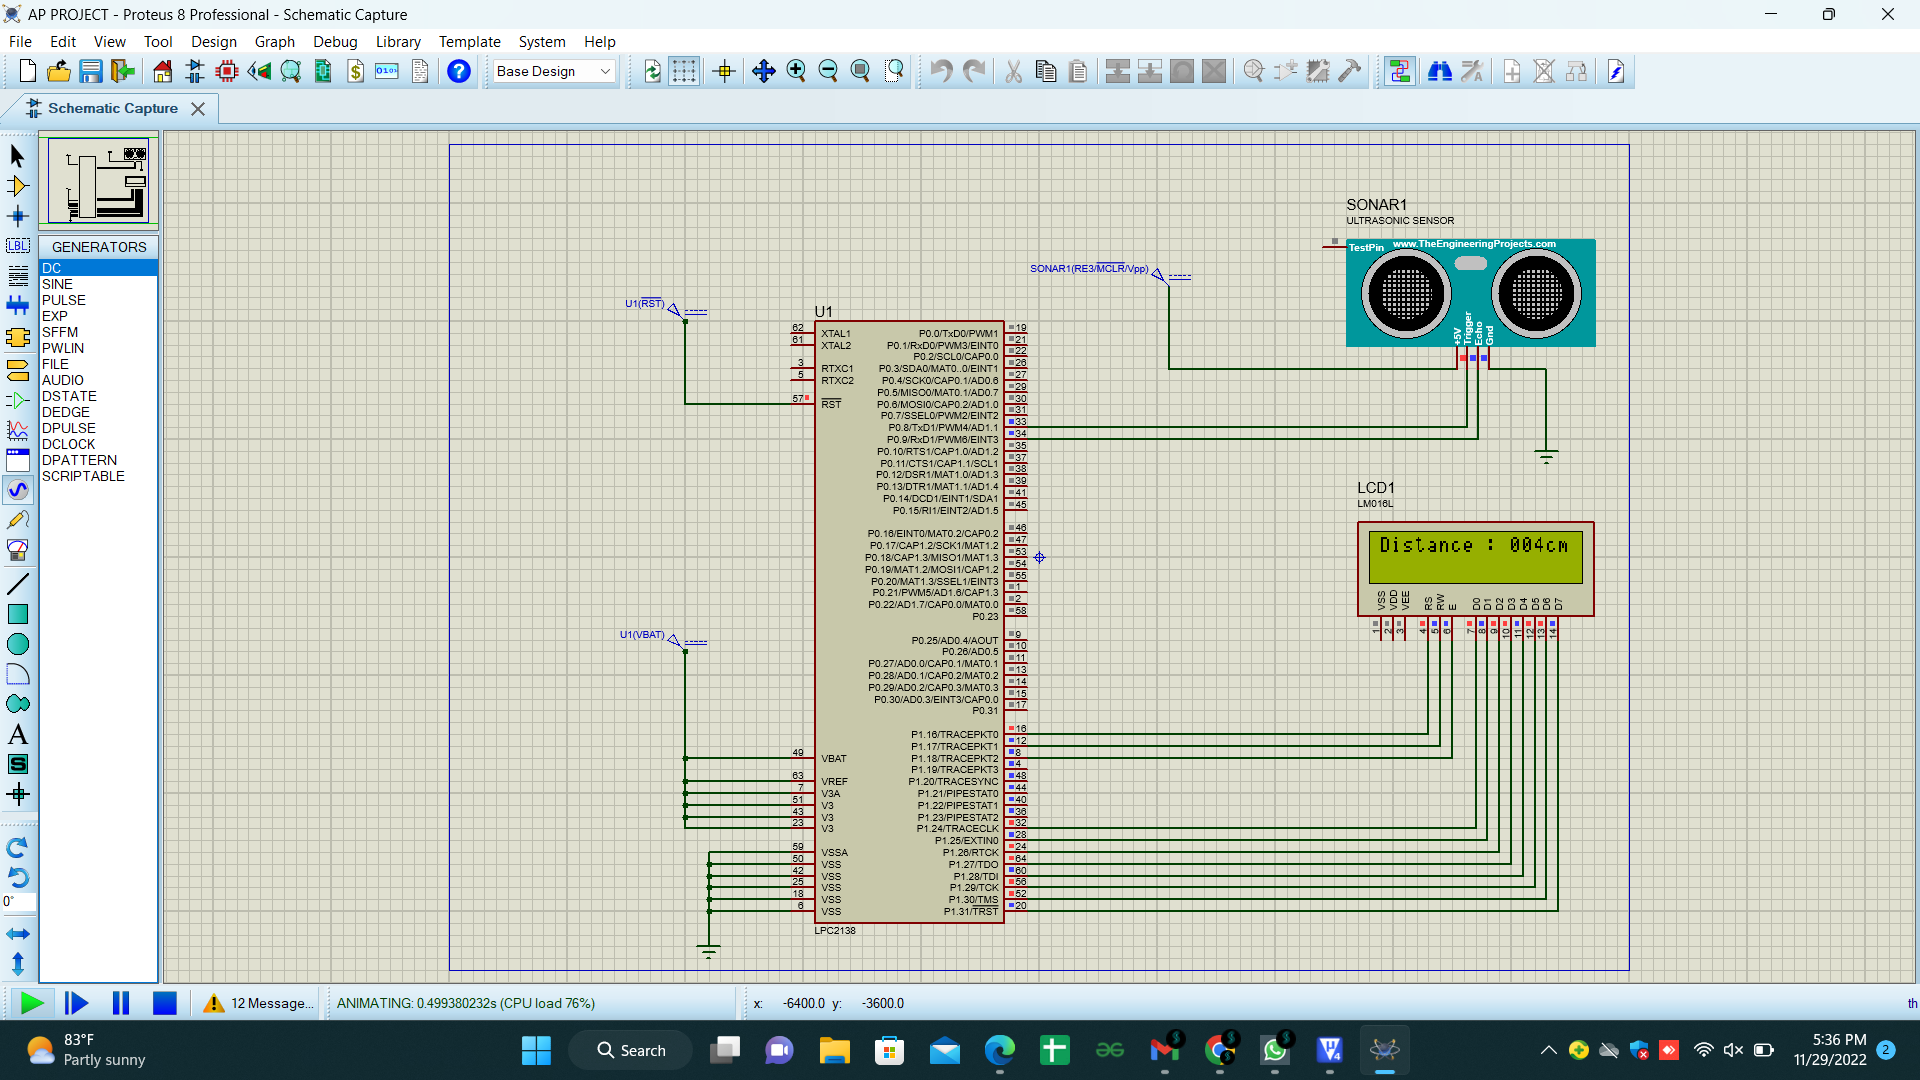 AP PROJECT - Proteus 8 Professional - Schematic Capture
File Edit View Tool Design Graph Debug Library Template System Help
Base Design
Schematic Capture
GENERATORS
DC
SINE
PULSE
EXP
SFFM
PWLIN
FILE
AUDIO
DSTATE
DEDGE
DPULSE
DCLOCK
DPATTERN
SCRIPTABLE
LBL
A
S
0°
SONAR1
ULTRASONIC SENSOR
TestPin www.TheEngineeringProjects.com
+5V
Trigger
Echo
Gnd
SONAR1(RE3/MCLR/Vpp)
U1(RST)
U1(VBAT)
U1
62 XTAL1
61 XTAL2
3 RTXC1
5 RTXC2
57 RST
49 VBAT
63 VREF
7 V3A
51 V3
43 V3
23 V3
59 VSSA
50 VSS
42 VSS
25 VSS
18 VSS
6 VSS
P0.0/TxD0/PWM1 19
P0.1/RxD0/PWM3/EINT0 21
P0.2/SCL0/CAP0.0 22
P0.3/SDA0/MAT0..0/EINT1 26
P0.4/SCK0/CAP0.1/AD0.6 27
P0.5/MISO0/MAT0.1/AD0.7 29
P0.6/MOSI0/CAP0.2/AD1.0 30
P0.7/SSEL0/PWM2/EINT2 31
P0.8/TxD1/PWM4/AD1.1 33
P0.9/RxD1/PWM6/EINT3 34
P0.10/RTS1/CAP1.0/AD1.2 35
P0.11/CTS1/CAP1.1/SCL1 37
P0.12/DSR1/MAT1.0/AD1.3 38
P0.13/DTR1/MAT1.1/AD1.4 39
P0.14/DCD1/EINT1/SDA1 41
P0.15/RI1/EINT2/AD1.5 45
P0.16/EINT0/MAT0.2/CAP0.2 46
P0.17/CAP1.2/SCK1/MAT1.2 47
P0.18/CAP1.3/MISO1/MAT1.3 53
P0.19/MAT1.2/MOSI1/CAP1.2 54
P0.20/MAT1.3/SSEL1/EINT3 55
P0.21/PWM5/AD1.6/CAP1.3 1
P0.22/AD1.7/CAP0.0/MAT0.0 2
P0.23 58
P0.25/AD0.4/AOUT 9
P0.26/AD0.5 10
P0.27/AD0.0/CAP0.1/MAT0.1 11
P0.28/AD0.1/CAP0.2/MAT0.2 13
P0.29/AD0.2/CAP0.3/MAT0.3 14
P0.30/AD0.3/EINT3/CAP0.0 15
P0.31 17
P1.16/TRACEPKT0 16
P1.17/TRACEPKT1 12
P1.18/TRACEPKT2 8
P1.19/TRACEPKT3 4
P1.20/TRACESYNC 48
P1.21/PIPESTAT0 44
P1.22/PIPESTAT1 40
P1.23/PIPESTAT2 36
P1.24/TRACECLK 32
P1.25/EXTIN0 28
P1.26/RTCK 24
P1.27/TDO 64
P1.28/TDI 60
P1.29/TCK 56
P1.30/TMS 52
P1.31/TRST 20
LPC2138
LCD1
LM016L
Distance : 004cm
VSS VDD VEE RS RW E D0 D1 D2 D3 D4 D5 D6 D7
1 2 3 4 5 6 7 8 9 10 11 12 13 14
12 Message... ANIMATING: 0.499380232s (CPU load 76%) x: -6400.0 y: -3600.0 th
83°F
Partly sunny
Search
5:36 PM
11/29/2022
2